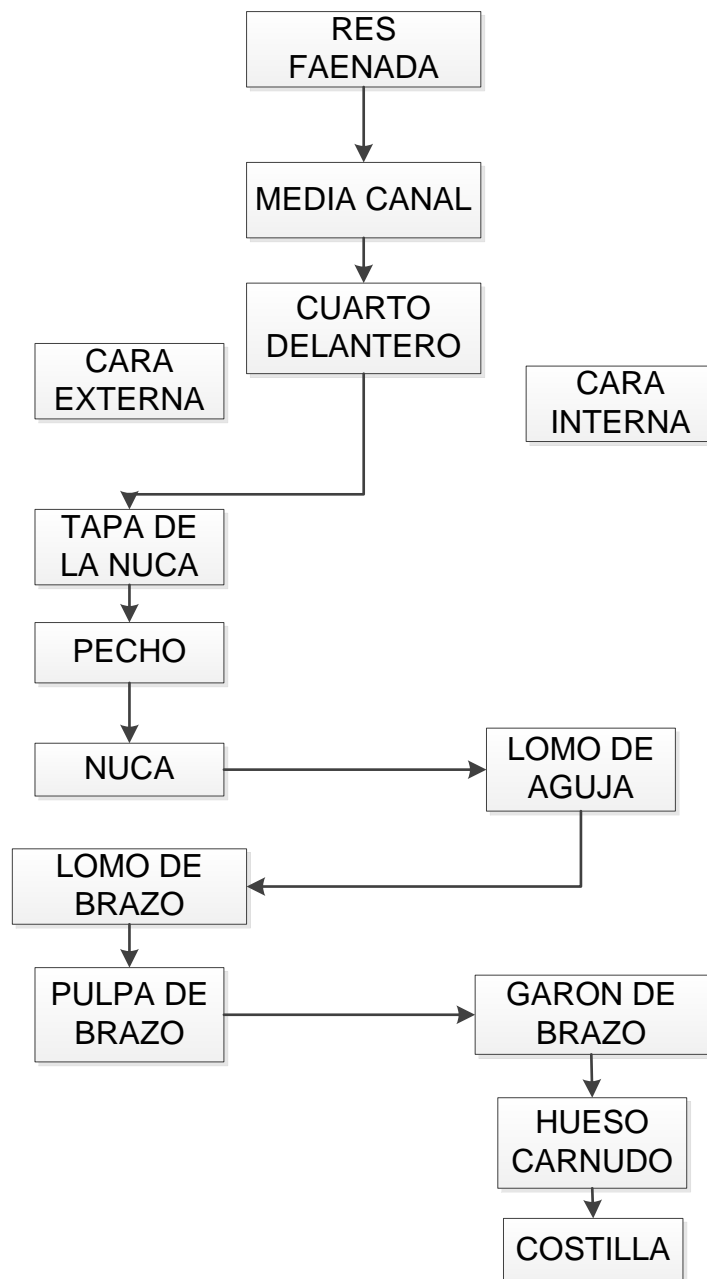 RES
FAENADA
MEDIA CANAL
CUARTO
DELANTERO
CARA
EXTERNA
CARA
INTERNA
TAPA DE
LA NUCA
PECHO
NUCA
LOMO DE
AGUJA
LOMO DE
BRAZO
PULPA DE
BRAZO
GARON DE
BRAZO
HUESO
CARNUDO
COSTILLA